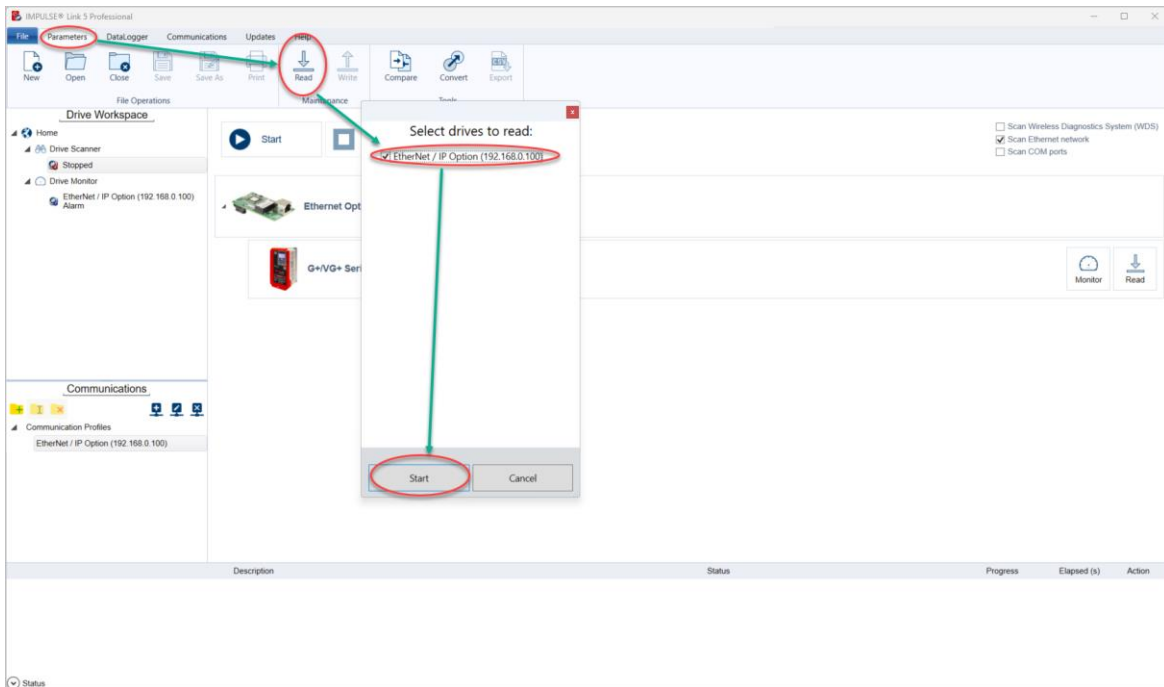 IMPULSE® Link 5 Professional
File Parameters DataLogger Communications Updates Help
New Open Close Save Save As Print Read Write Compare Convert Export
File Operations Maintenance Tools
Drive Workspace
Home
Drive Scanner
Stopped
Drive Monitor
EtherNet / IP Option (192.168.0.100)
Alarm
Communications
Communication Profiles
EtherNet / IP Option (192.168.0.100)
Start
Scan Wireless Diagnostics System (WDS)
Scan Ethernet network
Scan COM ports
Ethernet Opt
G+/VG+ Seri
Monitor Read
Select drives to read:
EtherNet / IP Option (192.168.0.100)
Start Cancel
Description Status Progress Elapsed (s) Action
Status